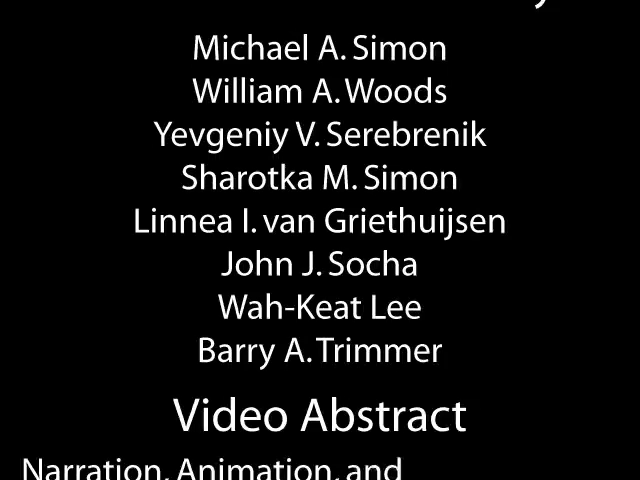 Michael A. Simon
William A. Woods
Yevgeniy V. Serebrenik
Sharotka M. Simon
Linnea I. van Griethuijsen
John J. Socha
Wah-Keat Lee
Barry A. Trimmer
Video Abstract
Narration, Animation, and